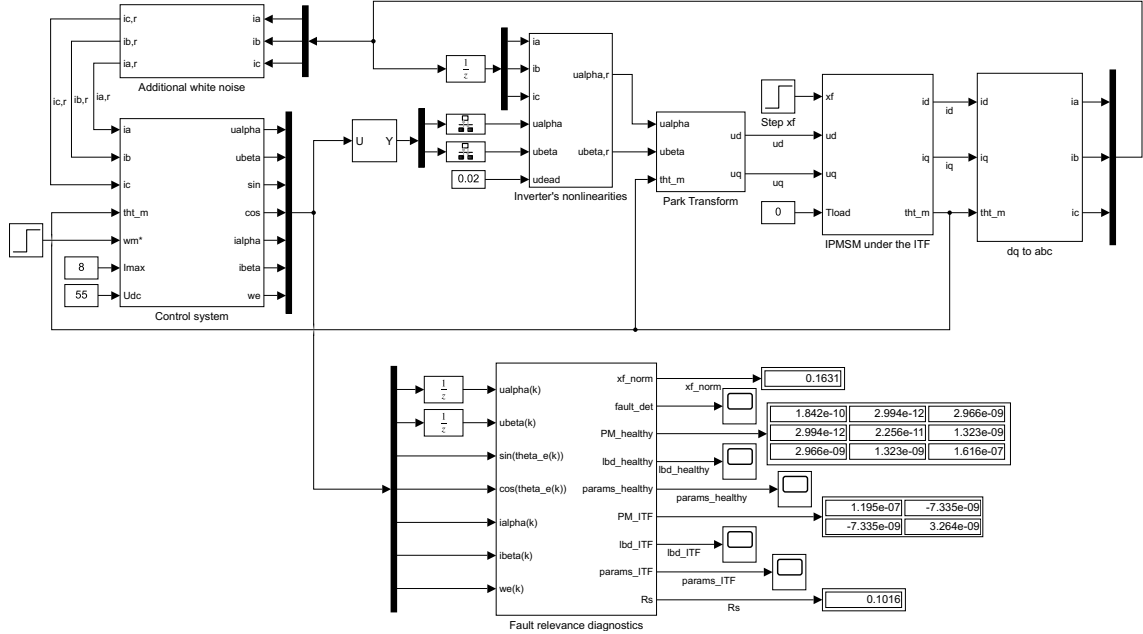 ic,r
ib,r
ia,r
ia
ib
ic
Additional white noise
ic,r
ib,r
ia,r
ia
ib
ic
tht_m
wm*
Imax
Udc
ualpha
ubeta
sin
cos
ialpha
ibeta
we
8
55
Control system
1
z
U
Y
0.02
ia
ib
ic
ualpha
ubeta
udead
ualpha,r
ubeta,r
Inverter's nonlinearities
ualpha
ubeta
tht_m
ud
uq
Park Transform
ud
uq
Step xf
0
xf
ud
uq
Tload
id
iq
tht_m
IPMSM under the ITF
id
iq
id
iq
tht_m
ia
ib
ic
dq to abc
1
z
1
z
ualpha(k)
ubeta(k)
sin(theta_e(k))
cos(theta_e(k))
ialpha(k)
ibeta(k)
we(k)
xf_norm
fault_det
PM_healthy
lbd_healthy
params_healthy
PM_ITF
lbd_ITF
params_ITF
Rs
Fault relevance diagnostics
xf_norm
0.1631
1.842e-10 2.994e-12 2.966e-09
2.994e-12 2.256e-11 1.323e-09
2.966e-09 1.323e-09 1.616e-07
lbd_healthy
params_healthy
1.195e-07 -7.335e-09
-7.335e-09 3.264e-09
lbd_ITF
params_ITF
Rs
0.1016